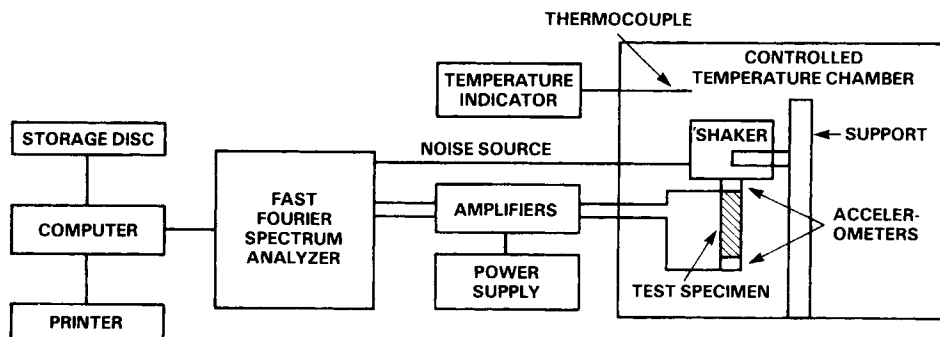 THERMOCOUPLE
CONTROLLED
TEMPERATURE CHAMBER
TEMPERATURE
INDICATOR
STORAGE DISC
SHAKER
SUPPORT
NOISE SOURCE
FAST
FOURIER
SPECTRUM
ANALYZER
AMPLIFIERS
ACCELER-
OMETERS
COMPUTER
POWER
SUPPLY
TEST SPECIMEN
PRINTER